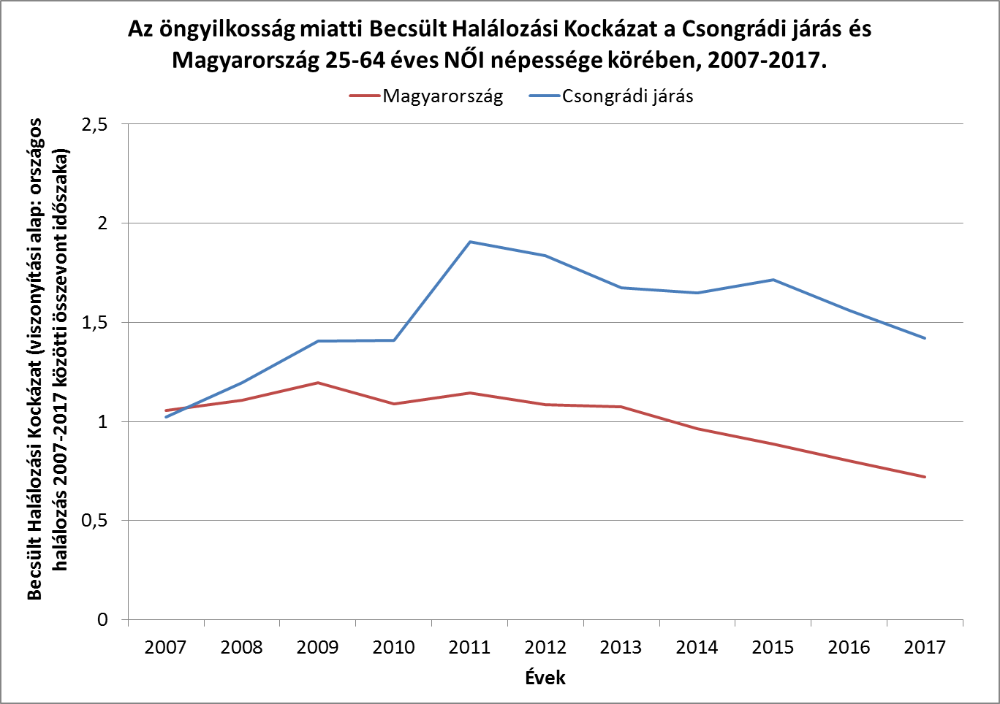 Az öngyilkosság miatti Becsült Halálozási Kockázat a Csongrádi járás és
Magyarország 25-64 éves NŐI népessége körében, 2007-2017.
Magyarország
Csongrádi járás
Becsült Halálozási Kockázat (viszonyítási alap: országos
halálozás 2007-2017 közötti összevont időszaka)
2,5
2
1,5
1
0,5
0
2007 2008 2009 2010 2011 2012 2013 2014 2015 2016 2017
Évek